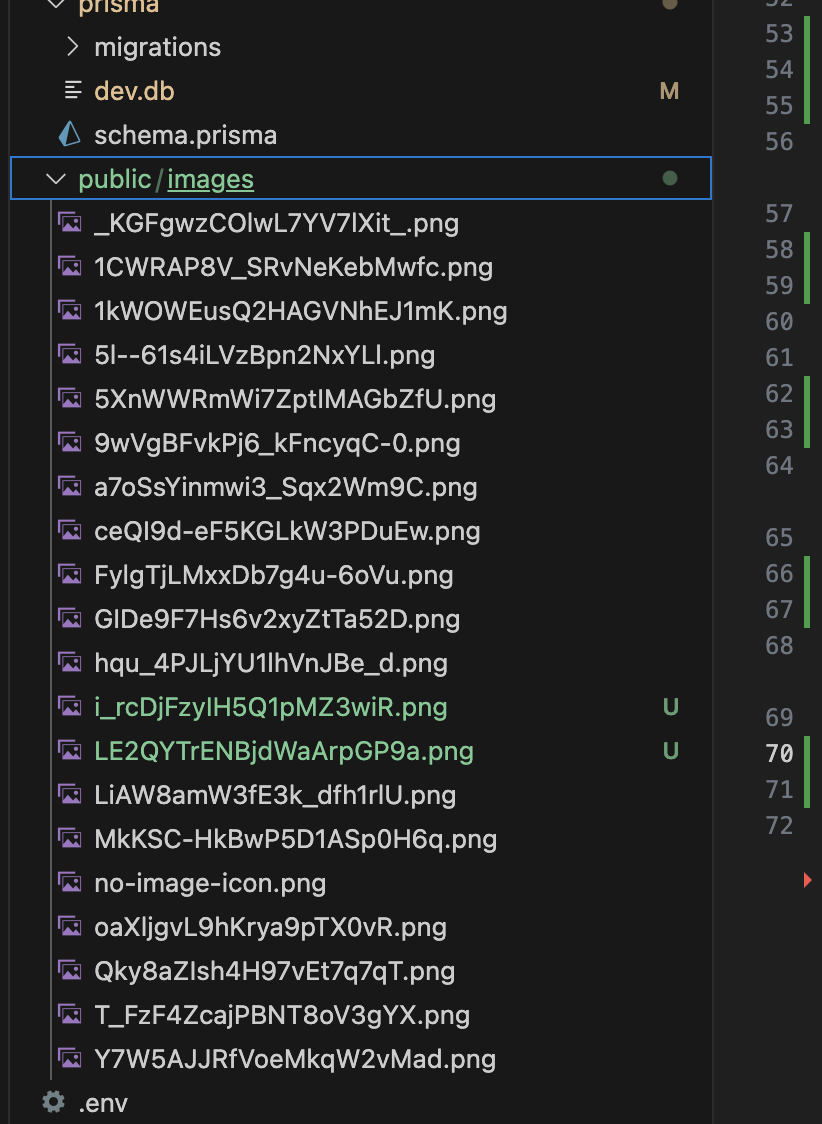 prisma
52
53
migrations
54
dev.db M
55
schema.prisma
56
public/images
_KGFgwzCOlwL7YV7lXit_.png
57
1CWRAP8V_SRvNeKebMwfc.png
58
59
1kWOWEusQ2HAGVNhEJ1mK.png
60
5l--61s4iLVzBpn2NxYLl.png
61
5XnWWRmWi7ZptIMAGbZfU.png
62
9wVgBFvkPj6_kFncyqC-0.png
63
a7oSsYinmwi3_Sqx2Wm9C.png
64
ceQI9d-eF5KGLkW3PDuEw.png
65
FylgTjLMxxDb7g4u-6oVu.png
66
GIDe9F7Hs6v2xyZtTa52D.png
67
hqu_4PJLjYU1lhVnJBe_d.png
68
i_rcDjFzyIH5Q1pMZ3wiR.png U
69
LE2QYTrENBjdWaArpGP9a.png U
70
LiAW8amW3fE3k_dfh1rlU.png
71
MkKSC-HkBwP5D1ASp0H6q.png
72
no-image-icon.png
oaXljgvL9hKrya9pTX0vR.png
Qky8aZIsh4H97vEt7q7qT.png
T_FzF4ZcajPBNT8oV3gYX.png
Y7W5AJJRfVoeMkqW2vMad.png
.env